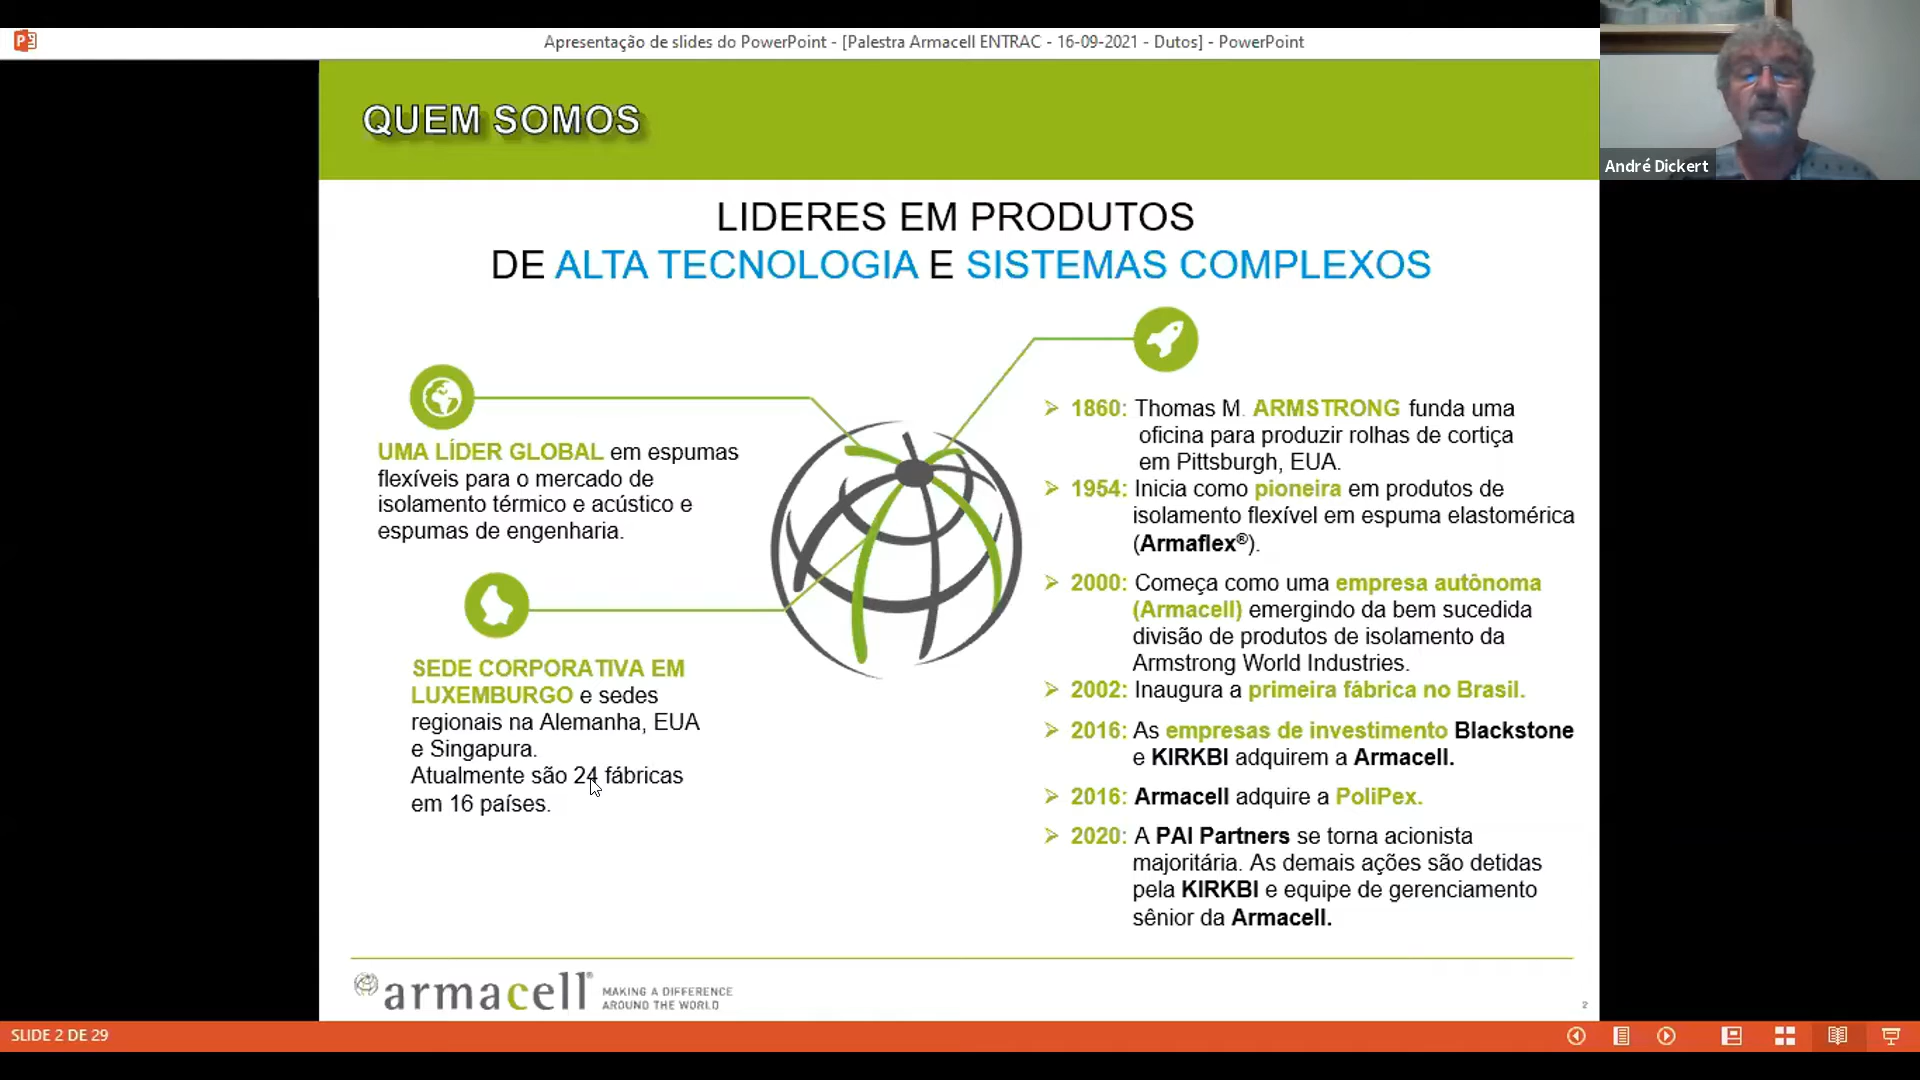 Apresentação de slides do PowerPoint - [Palestra Armacell ENTRAC - 16-09-2021 - Dutos] - PowerPoint
André Dickert
QUEM SOMOS
LIDERES EM PRODUTOS
DE ALTA TECNOLOGIA E SISTEMAS COMPLEXOS
UMA LÍDER GLOBAL em espumas
flexíveis para o mercado de
isolamento térmico e acústico e
espumas de engenharia.
SEDE CORPORATIVA EM
LUXEMBURGO e sedes
regionais na Alemanha, EUA
e Singapura.
Atualmente são 24 fábricas
em 16 países.
1860: Thomas M. ARMSTRONG funda uma
oficina para produzir rolhas de cortiça
em Pittsburgh, EUA.
1954: Inicia como pioneira em produtos de
isolamento flexível em espuma elastomérica
(Armaflex®).
2000: Começa como uma empresa autônoma
(Armacell) emergindo da bem sucedida
divisão de produtos de isolamento da
Armstrong World Industries.
2002: Inaugura a primeira fábrica no Brasil.
2016: As empresas de investimento Blackstone
e KIRKBI adquirem a Armacell.
2016: Armacell adquire a PoliPex.
2020: A PAI Partners se torna acionista
majoritária. As demais ações são detidas
pela KIRKBI e equipe de gerenciamento
sênior da Armacell.
armacell®
MAKING A DIFFERENCE
AROUND THE WORLD
2
SLIDE 2 DE 29